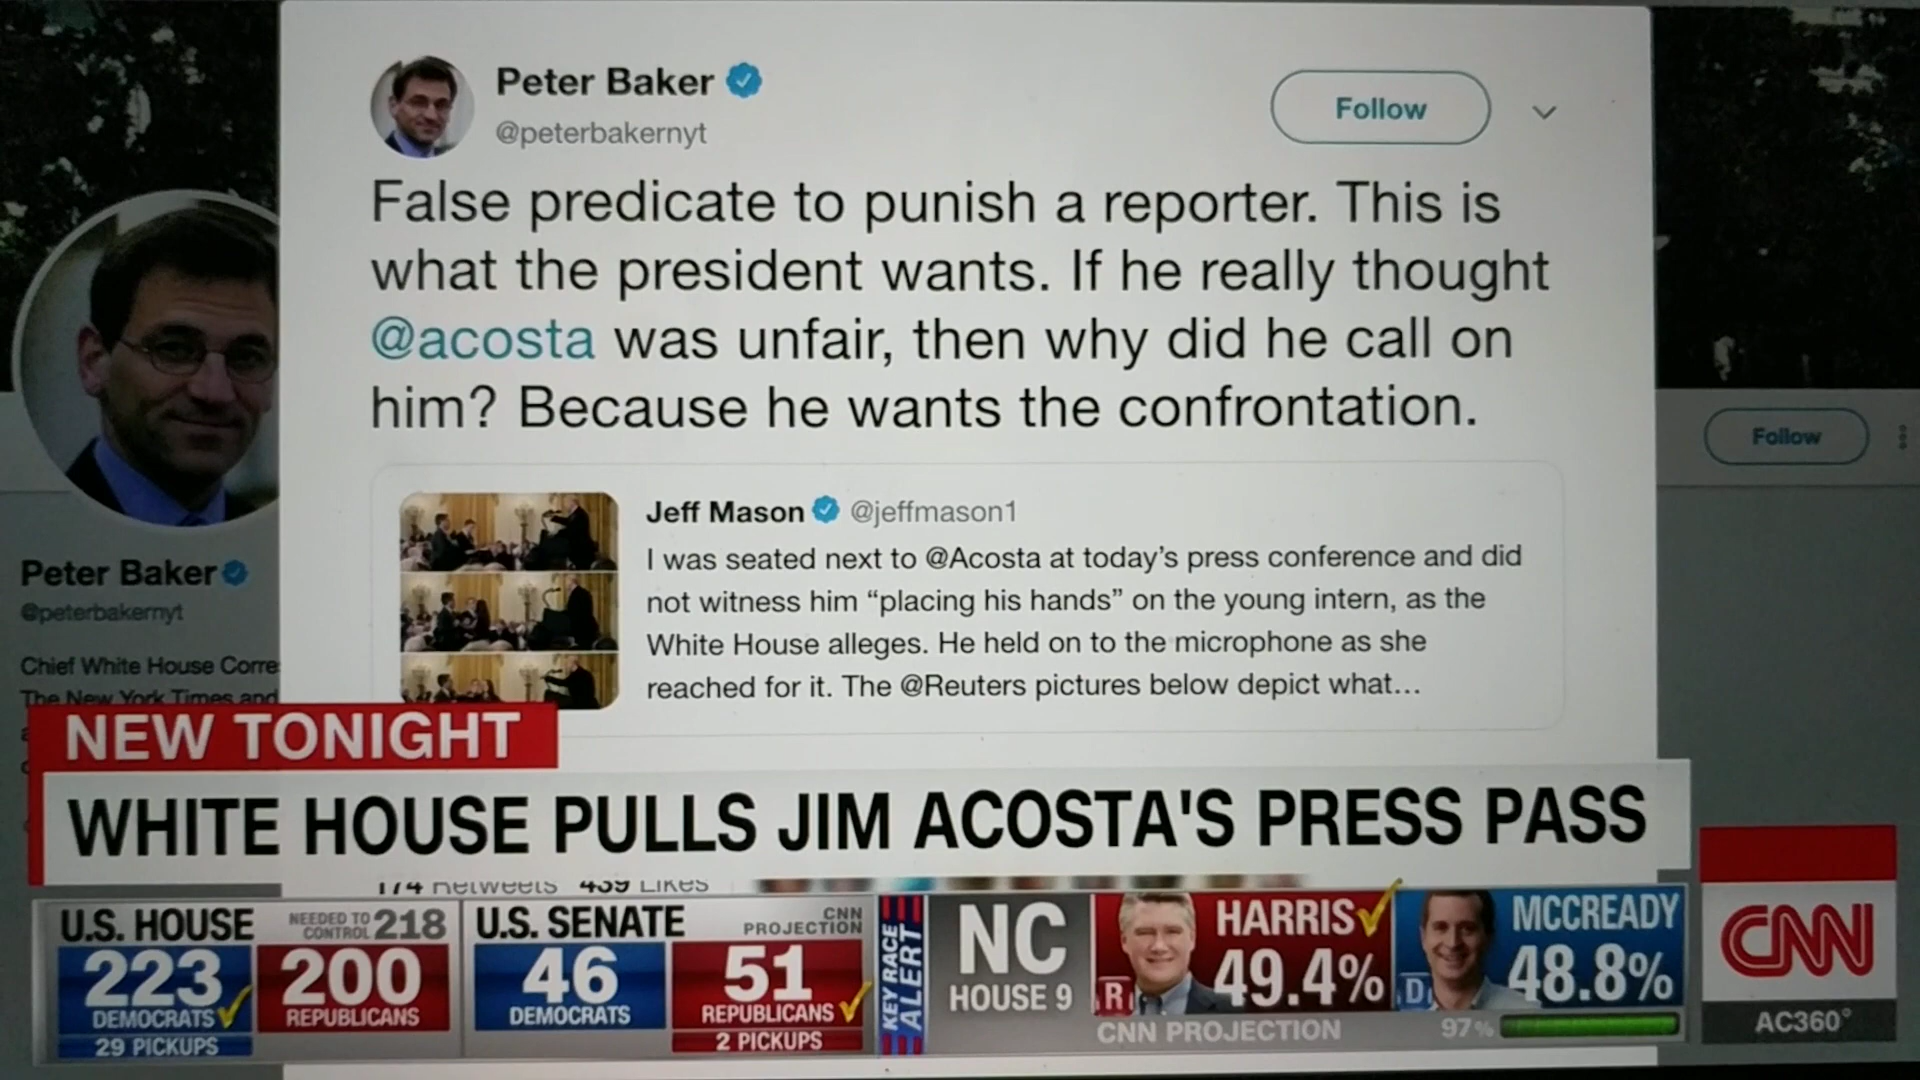 Peter Baker
@peterbakernyt
Follow
False predicate to punish a reporter. This is
what the president wants. If he really thought
@acosta was unfair, then why did he call on
him? Because he wants the confrontation.
Jeff Mason @jeffmason1
I was seated next to @Acosta at today's press conference and did
not witness him “placing his hands” on the young intern, as the
White House alleges. He held on to the microphone as she
reached for it. The @Reuters pictures below depict what...
Follow
Peter Baker
@peterbakernyt
Chief White House Corre
The New York Times and
NEW TONIGHT
WHITE HOUSE PULLS JIM ACOSTA'S PRESS PASS
174 Retweets 459 Likes
U.S. HOUSE NEEDED TO CONTROL 218
223 DEMOCRATS
29 PICKUPS
200 REPUBLICANS
U.S. SENATE CNN PROJECTION
46 DEMOCRATS
51 REPUBLICANS
2 PICKUPS
KEY RACE ALERT
NC
HOUSE 9
HARRIS
R 49.4%
MCCREADY
D 48.8%
CNN PROJECTION 97%
CNN
AC360°